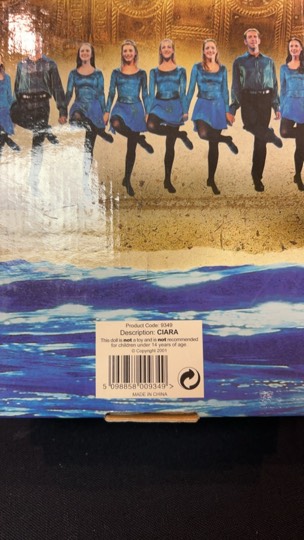 Product Code: 9349
Description: CIARA
This doll is not a toy and is not recommended
for children under 14 years of age.
© Copyright 2001
5 098858 009349 >
MADE IN CHINA